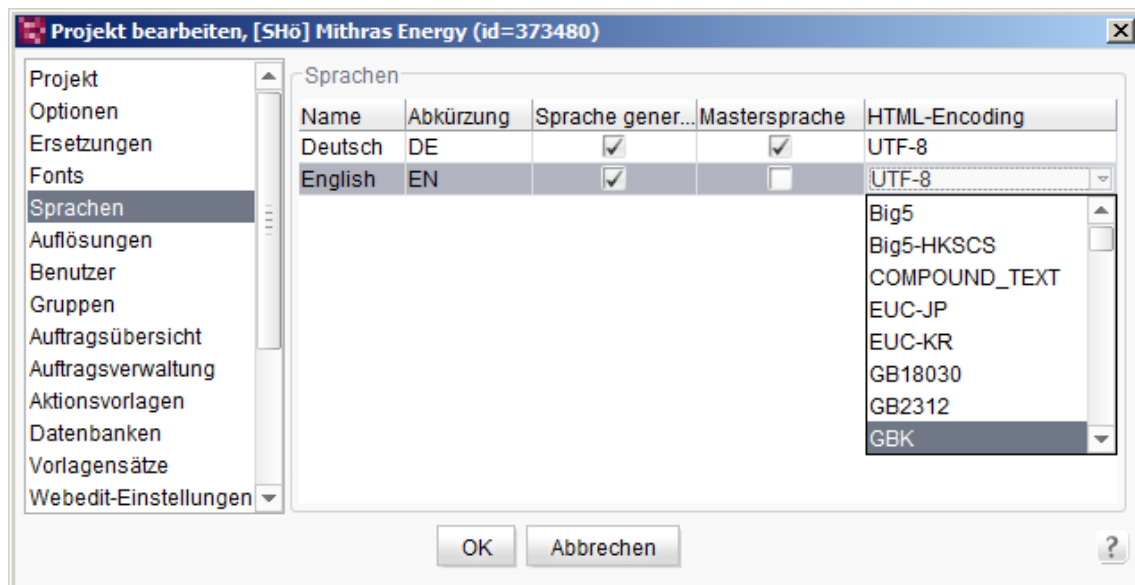 Projekt bearbeiten, [SHö] Mithras Energy (id=373480)
Projekt
Optionen
Ersetzungen
Fonts
Sprachen
Auflösungen
Benutzer
Gruppen
Auftragsübersicht
Auftragsverwaltung
Aktionsvorlagen
Datenbanken
Vorlagensätze
Webedit-Einstellungen
Sprachen
Name Abkürzung Sprache gener... Mastersprache HTML-Encoding
Deutsch DE UTF-8
English EN UTF-8
Big5
Big5-HKSCS
COMPOUND_TEXT
EUC-JP
EUC-KR
GB18030
GB2312
GBK
OK Abbrechen ?